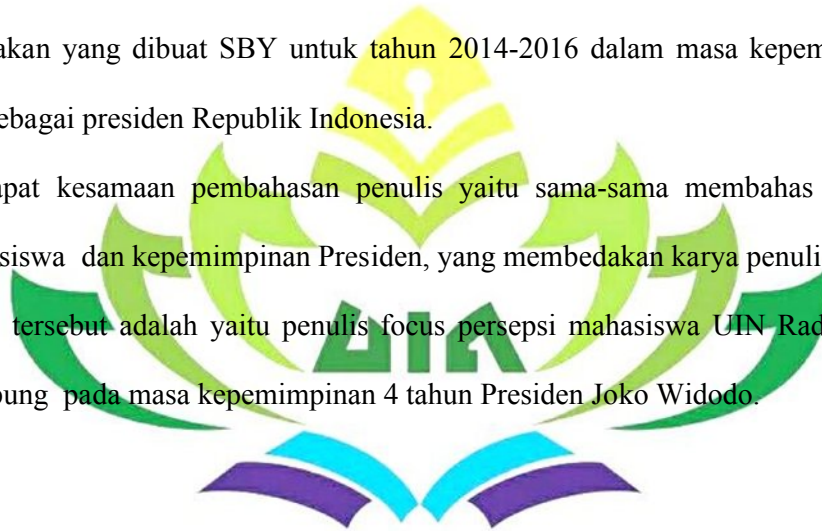 akan yang dibuat SBY untuk tahun 2014-2016 dalam masa kepem
ebagai presiden Republik Indonesia.
apat kesamaan pembahasan penulis yaitu sama-sama membahas
siswa dan kepemimpinan Presiden, yang membedakan karya penuli
tersebut adalah yaitu penulis focus persepsi mahasiswa UIN Rad
oung pada masa kepemimpinan 4 tahun Presiden Joko Widodo.